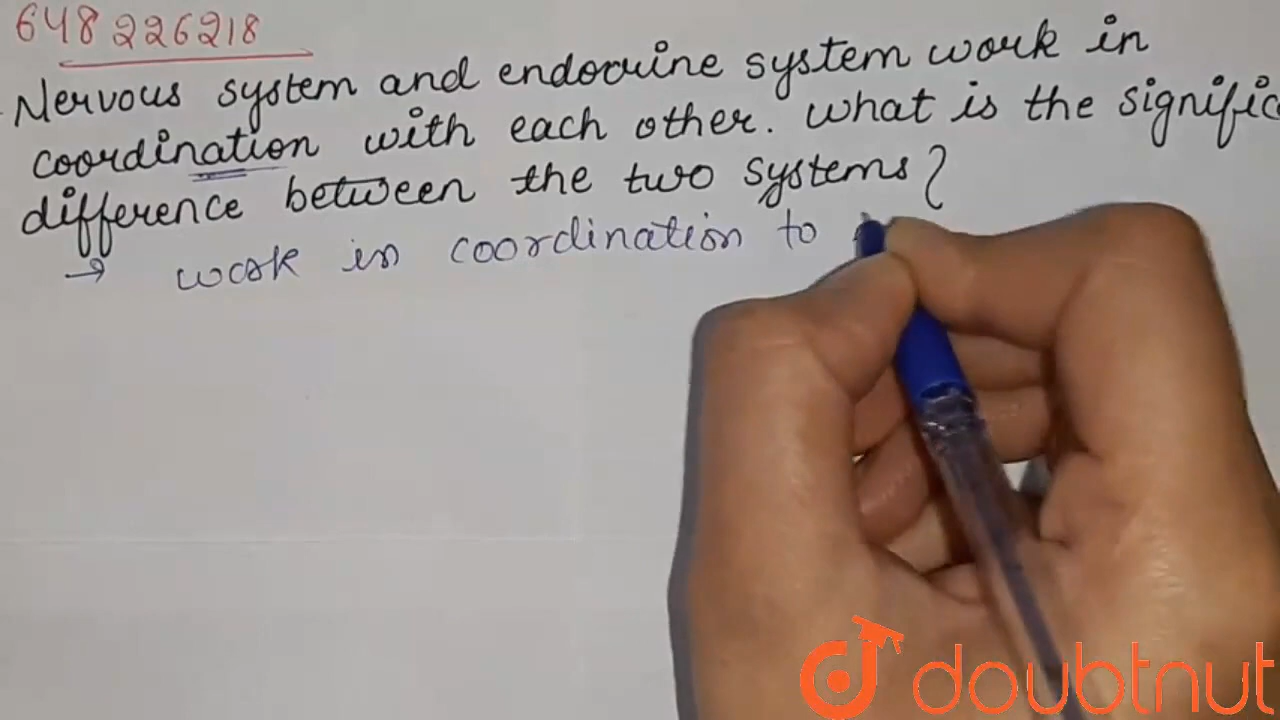 648226218
Nervous system and endocrine system work in
coordination with each other. What is the signific
difference between the two systems?
→ work in coordination to
doubtnut